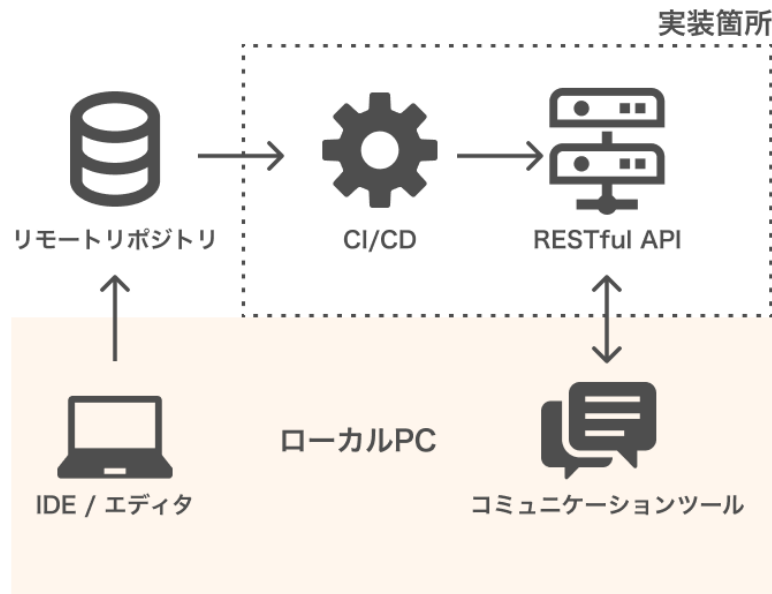 実装箇所
リモートリポジトリ
CI/CD
RESTful API
ローカルPC
IDE / エディタ
コミュニケーションツール